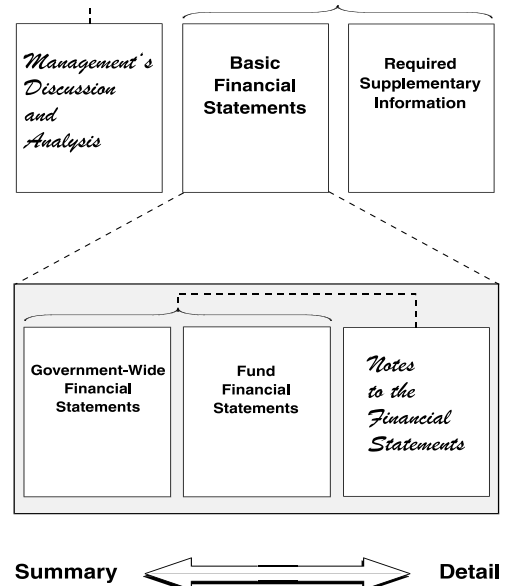 Management's
Discussion
and
Analysis
Basic
Financial
Statements
Required
Supplementary
Information
Government-Wide
Financial
Statements
Fund
Financial
Statements
Notes
to the
Financial
Statements
Summary
Detail